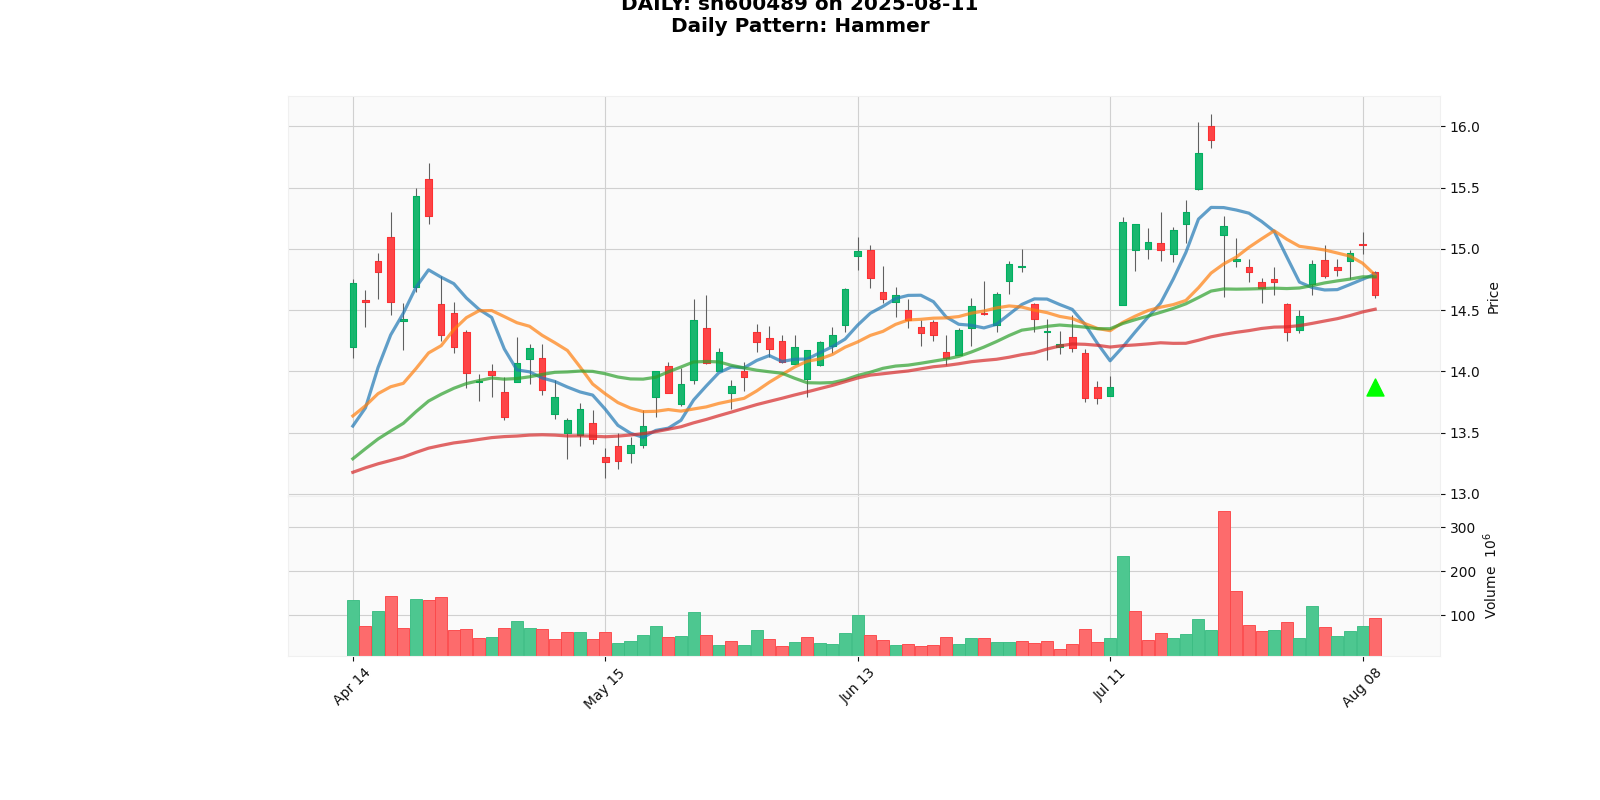 DAILY: sh600489 on 2025-08-11
Daily Pattern: Hammer
16.0
15.5
15.0
14.5
14.0
13.5
13.0
Price
300
200
100
Volume 10^6
Apr 14
May 15
Jun 13
Jul 11
Aug 08